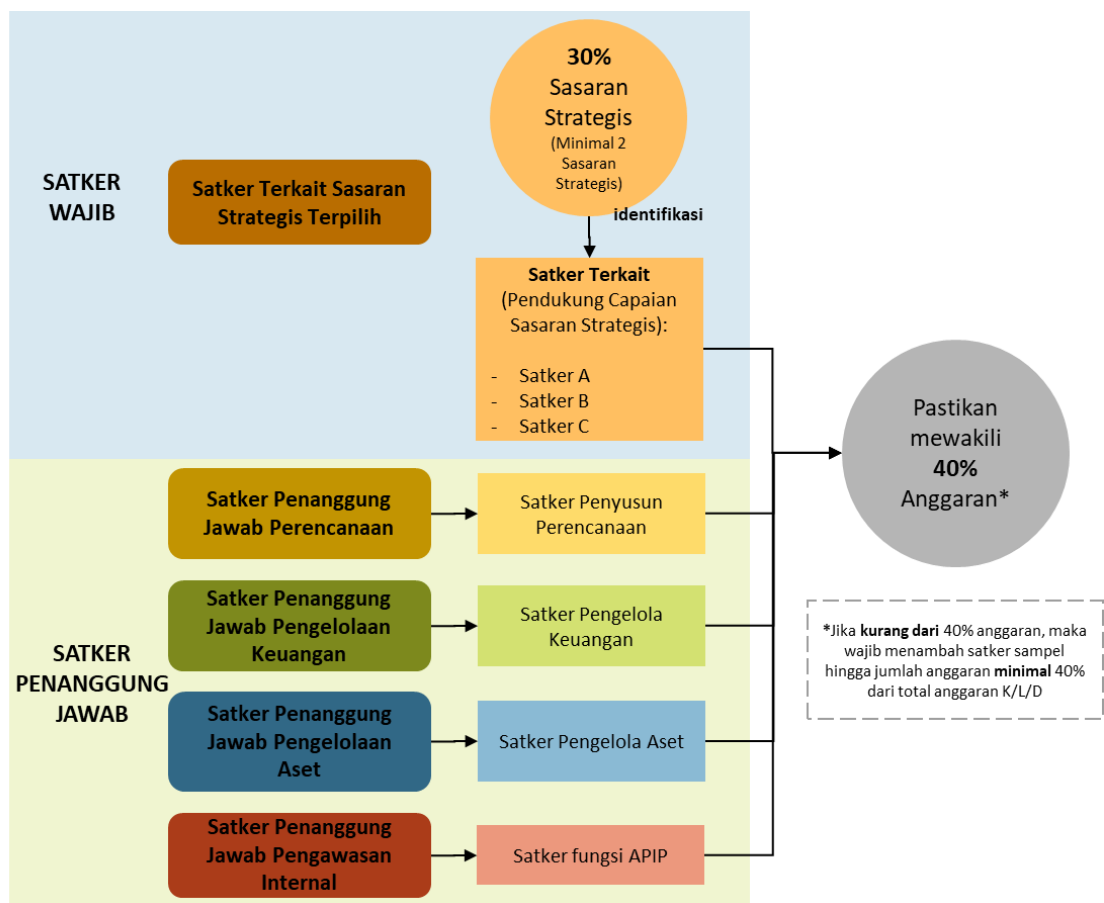 30%
Sasaran
Strategis
(Minimal 2
Sasaran
Strategis)
SATKER
WAJIB
Satker Terkait Sasaran
Strategis Terpilih
identifikasi
Satker Terkait
(Pendukung Capaian
Sasaran Strategis):
- Satker A
- Satker B
- Satker C
Pastikan
mewakili
40%
Anggaran*
SATKER
PENANGGUNG
JAWAB
Satker Penanggung
Jawab Perencanaan
Satker Penyusun
Perencanaan
Satker Penanggung
Jawab Pengelolaan
Keuangan
Satker Pengelola
Keuangan
Satker Penanggung
Jawab Pengelolaan
Aset
Satker Pengelola Aset
Satker Penanggung
Jawab Pengawasan
Internal
Satker fungsi APIP
*Jika kurang dari 40% anggaran, maka
wajib menambah satker sampel
hingga jumlah anggaran minimal 40%
dari total anggaran K/L/D